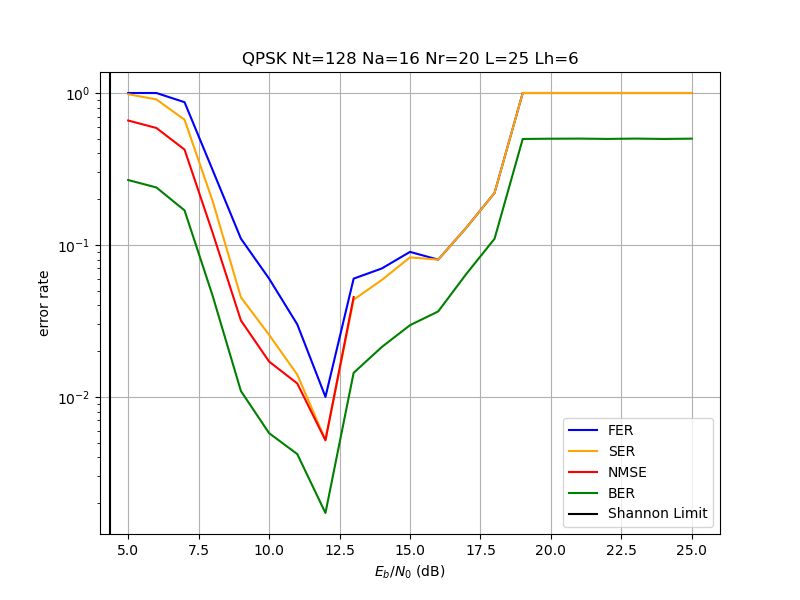 QPSK Nt=128 Na=16 Nr=20 L=25 Lh=6
error rate
10⁰
10⁻¹
10⁻²
FER
SER
NMSE
BER
Shannon Limit
5.0 7.5 10.0 12.5 15.0 17.5 20.0 22.5 25.0
E_b/N_0 (dB)